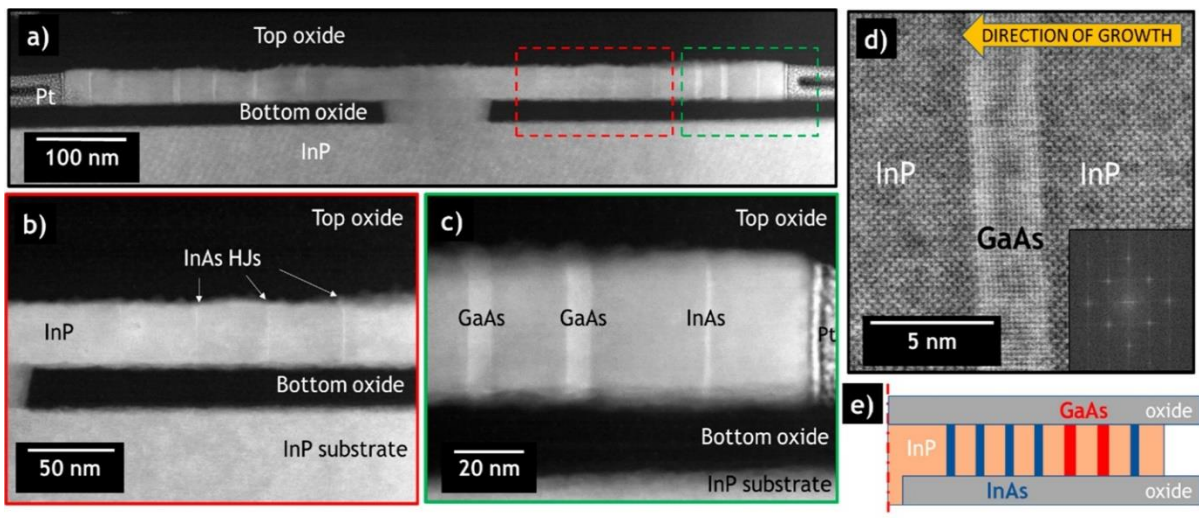 a)
Top oxide
Pt
Bottom oxide
100 nm
InP
b)
Top oxide
InAs HJs
InP
Bottom oxide
50 nm
InP substrate
c)
Top oxide
GaAs
GaAs
InAs
Pt
Bottom oxide
20 nm
InP substrate
d)
DIRECTION OF GROWTH
InP
InP
GaAs
5 nm
e)
GaAs
oxide
InP
InAs
oxide